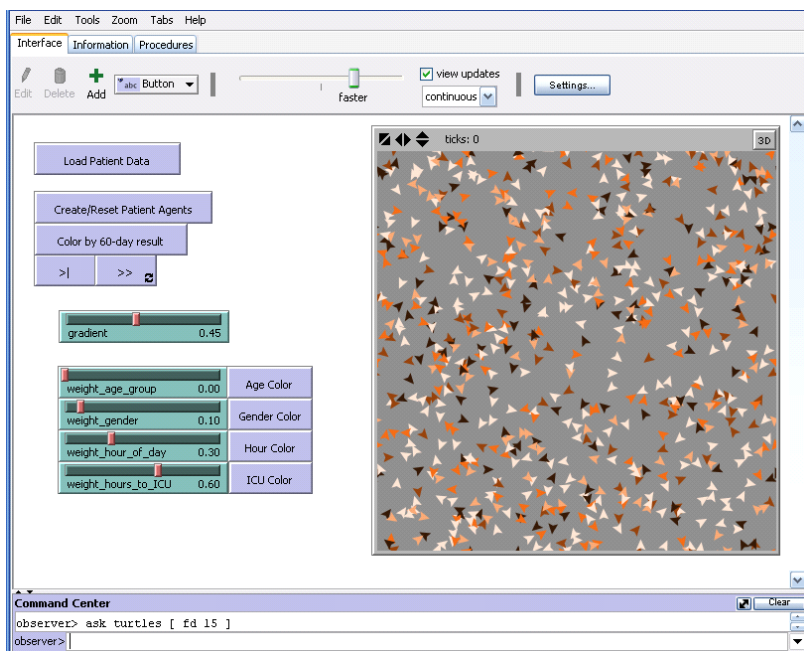 File Edit Tools Zoom Tabs Help
Interface Information Procedures
Edit Delete Add abc Button faster view updates continuous Settings...
ticks: 0 3D
Load Patient Data
Create/Reset Patient Agents
Color by 60-day result
>| >>
gradient 0.45
weight_age_group 0.00 Age Color
weight_gender 0.10 Gender Color
weight_hour_of_day 0.30 Hour Color
weight_hours_to_ICU 0.60 ICU Color
Command Center Clear
observer> ask turtles [ fd 15 ]
observer>